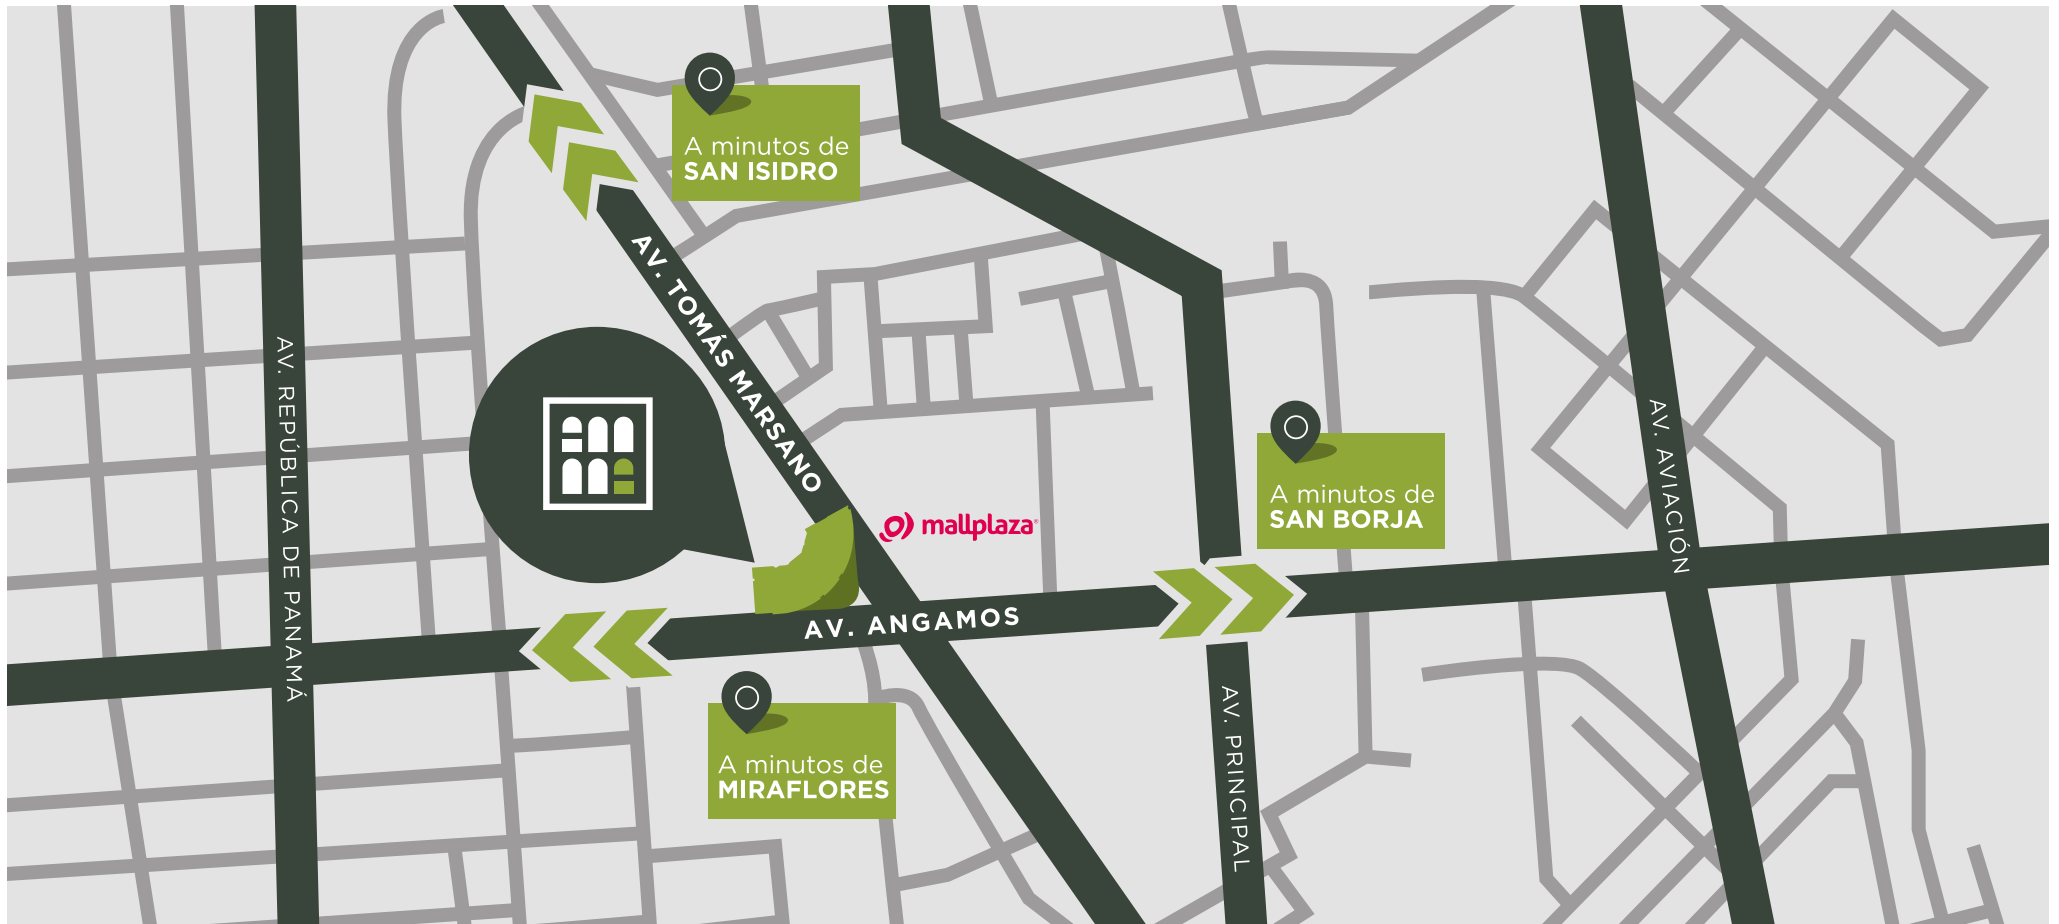 A minutos de
SAN ISIDRO
AV. TOMÁS MARSANO
AV. REPÚBLICA DE PANAMÁ
mallplaza
A minutos de
SAN BORJA
AV. AVIACIÓN
AV. ANGAMOS
A minutos de
MIRAFLORES
AV. PRINCIPAL